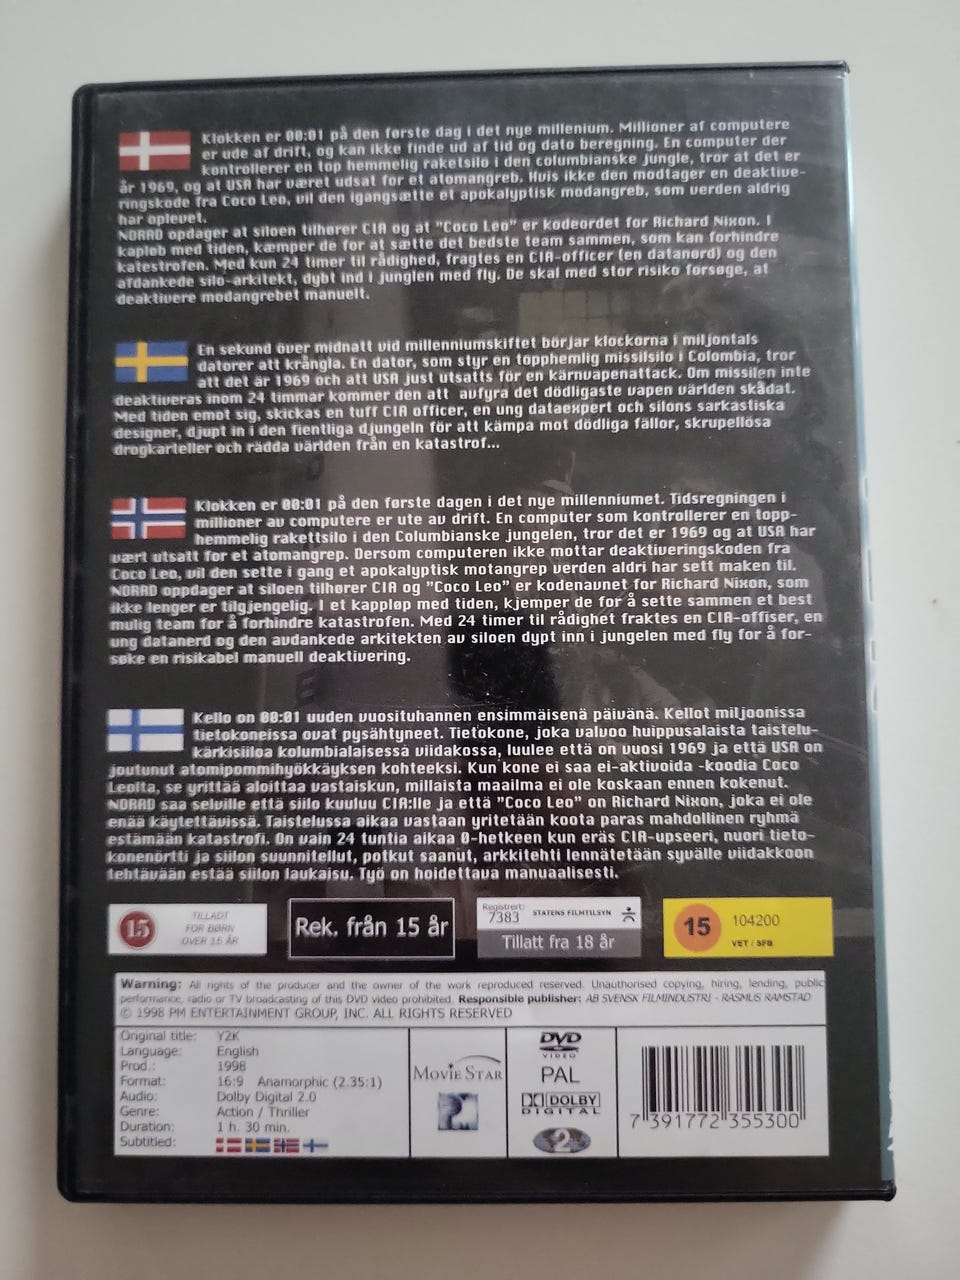 Klokken er 00:01 på den første dag i det nye millenium. Millioner af computere
er ude af drift, og kan ikke finde ud af tid og dato beregning. En computer der
kontrollerer en top hemmelig raketsilo i den columbianske jungle, tror at det er
år 1969, og at USA har været udsat for et atomangreb. Hvis ikke den modtager en deaktive-
ringskode fra Coco Leo, vil den igangsætte et apokalyptisk modangreb, som verden aldrig
har oplevet.
NORAD opdager at siloen tilhører CIA og at "Coco Leo" er kodeordet for Richard Nixon. I
kapløb med tiden, kæmper de for at sætte det bedste team sammen, som kan forhindre
katestrofen. Med kun 24 timer til rådighed, fragtes en CIA-officer (en datanørd) og den
afdankede silo-arkitekt, dybt ind i junglen med fly. De skal med stor risiko forsøge, at
deaktivere modangrebet manuelt.
En sekund över midnatt vid millenniumskiftet börjar klockorna i miljontals
datorer att krångla. En dator, som styr en topphemlig missilsilo i Colombia, tror
att det är 1969 och att USA just utsatts för en kärnvapenattack. Om missilen inte
deaktiveras inom 24 timmar kommer den att avfyra det dödligaste vapen världen skådat.
Med tiden emot sig, skickas en tuff CIA officer, en ung dataexpert och silons sarkastiska
designer, djupt in i den fientliga djungeln för att kämpa mot dödliga fällor, skrupellösa
drogkarteller och rädda världen från en katastrof...
Klokken er 00:01 på den første dagen i det nye millenniumet. Tidsregningen i
millioner av computere er ute av drift. En computer som kontrollerer en topp-
hemmelig rakettsilo i den Columbianske jungelen, tror det er 1969 og at USA har
vært utsatt for et atomangrep. Dersom computeren ikke mottar deaktiveringskoden fra
Coco Leo, vil den sette i gang et apokalyptisk motangrep verden aldri har sett maken til.
NORAD oppdager at siloen tilhører CIA og "Coco Leo" er kodenavnet for Richard Nixon, som
ikke lenger er tilgjengelig. I et kappløp med tiden, kjemper de for å sette sammen et best
mulig team for å forhindre katastrofen. Med 24 timer til rådighet fraktes en CIA-offiser, en
ung datanerd og den avdankede arkitekten av siloen dypt inn i jungelen med fly for å for-
søke en risikabel manuell deaktivering.
Kello on 00:01 uuden vuosituhannen ensimmäisenä päivänä. Kellot miljoonissa
tietokoneissa ovat pysähtyneet. Tietokone, joka valvoo huippusalaista taistelu-
kärkisiiloa kolumbialaisessa viidakossa, luulee että on vuosi 1969 ja että USA on
joutunut atomipommihyökkäyksen kohteeksi. Kun kone ei saa ei-aktivoida -koodia Coco
Leolta, se yrittää aloittaa vastaiskun, millaista maailma ei ole koskaan ennen kokenut.
NORAD saa selville että siilo kuuluu CIA:lle ja että "Coco Leo" on Richard Nixon, joka ei ole
enää käytettävissä. Taistelussa aikaa vastaan yritetään koota paras mahdollinen ryhmä
estämään katastrofi. On vain 24 tuntia aikaa 0-hetkeen kun eräs CIA-upseeri, nuori tieto-
konenörtti ja siilon suunnitellut, potkut saanut, arkkitehti lennätetään syvälle viidakkoon
tehtävään estää siilon laukaisu. Työ on hoidettava manuaalisesti.
15 TILLADT
FOR BØRN
OVER 15 ÅR
Rek. från 15 år
Registrert:
7383 STATENS FILMTILSYN
Tillatt fra 18 år
15 104200
VET / SFB
Warning: All rights of the producer and the owner of the work reproduced reserved. Unauthorised copying, hiring, lending, public
performance, radio or TV broadcasting of this DVD video prohibited. Responsible publisher: AB SVENSK FILMINDUSTRI - RASMUS RAMSTAD
© 1998 PM ENTERTAINMENT GROUP, INC. ALL RIGHTS RESERVED
Original title: Y2K
Language: English
Prod.: 1998
Format: 16:9 Anamorphic (2.35:1)
Audio: Dolby Digital 2.0
Genre: Action / Thriller
Duration: 1 h. 30 min.
Subtitled:
MOVIE STAR
DVD
VIDEO
PAL
DOLBY
DIGITAL
2
7 391772 355300